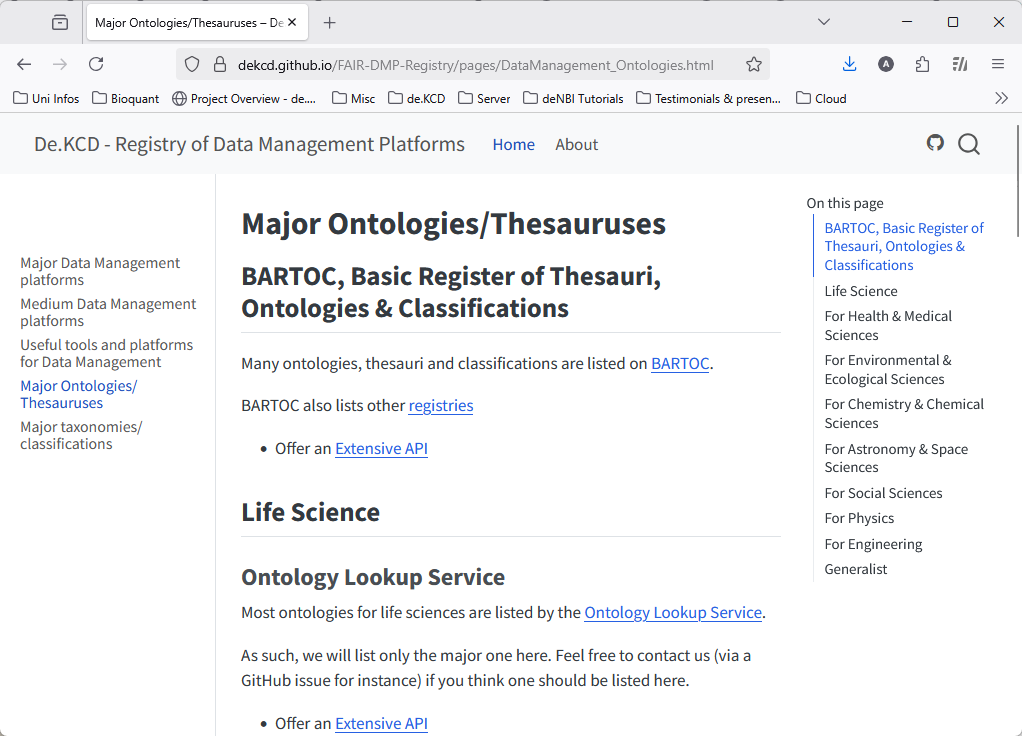 Major Ontologies/Thesauruses – De
dekcd.github.io/FAIR-DMP-Registry/pages/DataManagement_Ontologies.html
A
Uni Infos
Bioquant
Project Overview - de....
Misc
de.KCD
Server
deNBI Tutorials
Testimonials & presen...
Cloud
De.KCD - Registry of Data Management Platforms
Home
About
Major Data Management
platforms
Medium Data Management
platforms
Useful tools and platforms
for Data Management
Major Ontologies/
Thesauruses
Major taxonomies/
classifications
Major Ontologies/Thesauruses
BARTOC, Basic Register of Thesauri,
Ontologies & Classifications
Many ontologies, thesauri and classifications are listed on BARTOC.
BARTOC also lists other registries
• Offer an Extensive API
Life Science
Ontology Lookup Service
Most ontologies for life sciences are listed by the Ontology Lookup Service.
As such, we will list only the major one here. Feel free to contact us (via a
GitHub issue for instance) if you think one should be listed here.
• Offer an Extensive API
On this page
BARTOC, Basic Register of
Thesauri, Ontologies &
Classifications
Life Science
For Health & Medical
Sciences
For Environmental &
Ecological Sciences
For Chemistry & Chemical
Sciences
For Astronomy & Space
Sciences
For Social Sciences
For Physics
For Engineering
Generalist